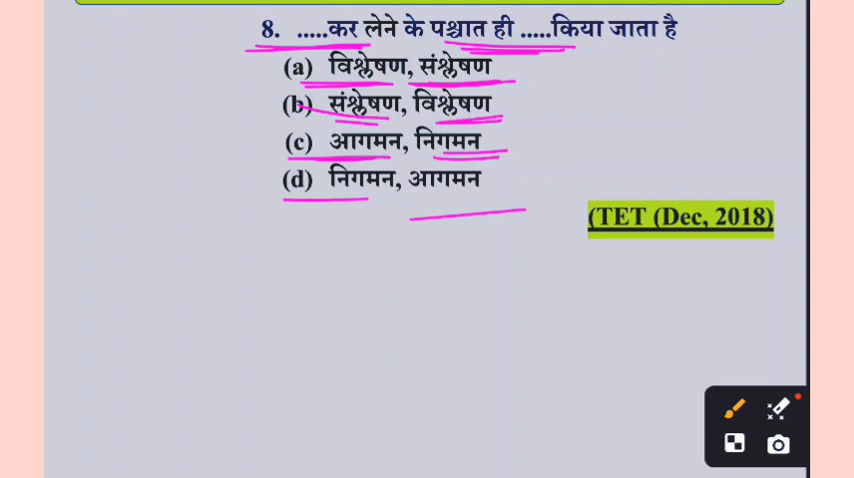 8. .....कर लेने के पश्चात ही .....किया जाता है
(a) विश्लेषण, संश्लेषण
(b) संश्लेषण, विश्लेषण
(c) आगमन, निगमन
(d) निगमन, आगमन
(TET (Dec, 2018)